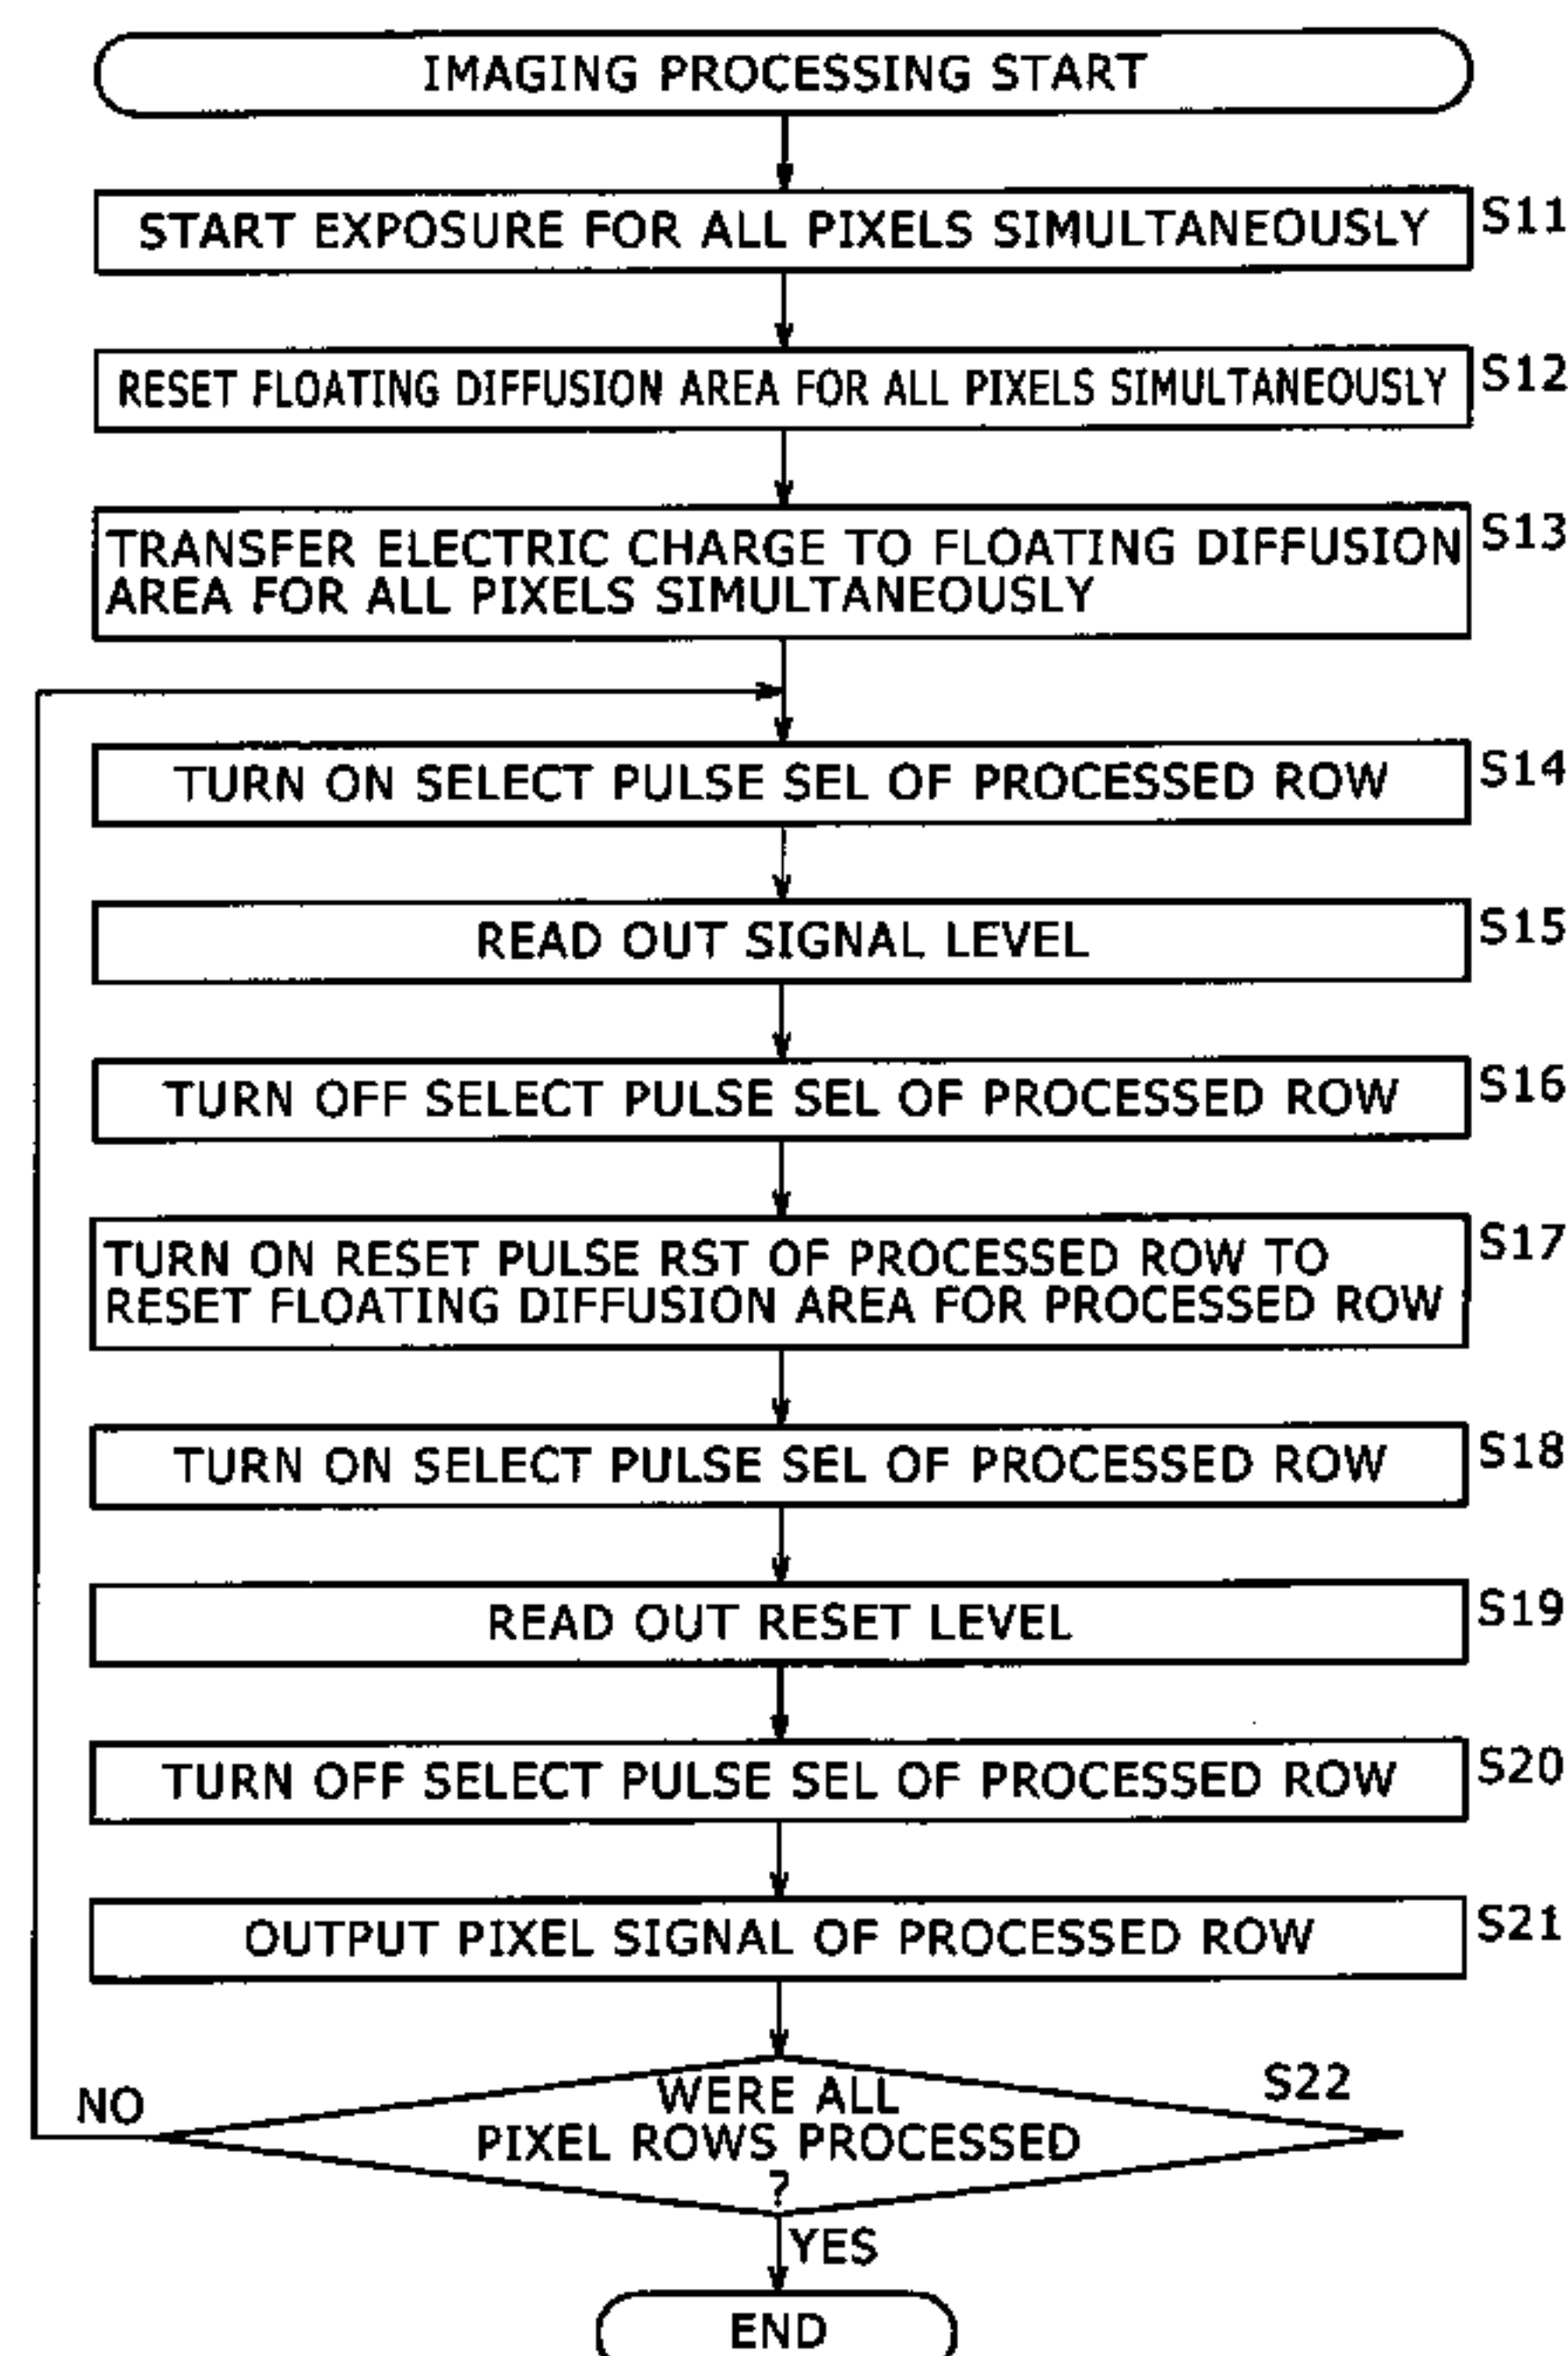 IMAGING PROCESSING START
START EXPOSURE FOR ALL PIXELS SIMULTANEOUSLY
S11
RESET FLOATING DIFFUSION AREA FOR ALL PIXELS SIMULTANEOUSLY
S12
TRANSFER ELECTRIC CHARGE TO FLOATING DIFFUSION
AREA FOR ALL PIXELS SIMULTANEOUSLY
S13
TURN ON SELECT PULSE SEL OF PROCESSED ROW
S14
READ OUT SIGNAL LEVEL
S15
TURN OFF SELECT PULSE SEL OF PROCESSED ROW
S16
TURN ON RESET PULSE RST OF PROCESSED ROW TO
RESET FLOATING DIFFUSION AREA FOR PROCESSED ROW
S17
TURN ON SELECT PULSE SEL OF PROCESSED ROW
S18
READ OUT RESET LEVEL
S19
TURN OFF SELECT PULSE SEL OF PROCESSED ROW
S20
OUTPUT PIXEL SIGNAL OF PROCESSED ROW
S21
WERE ALL
PIXEL ROWS PROCESSED
?
S22
NO
YES
END